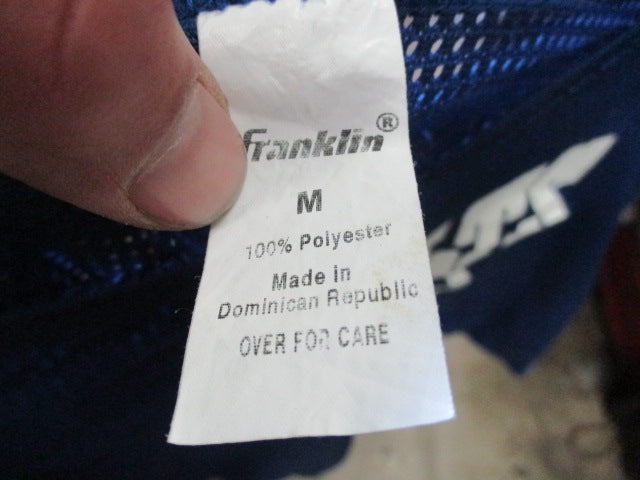 Franklin®
M
100% Polyester
Made in
Dominican Republic
OVER FOR CARE